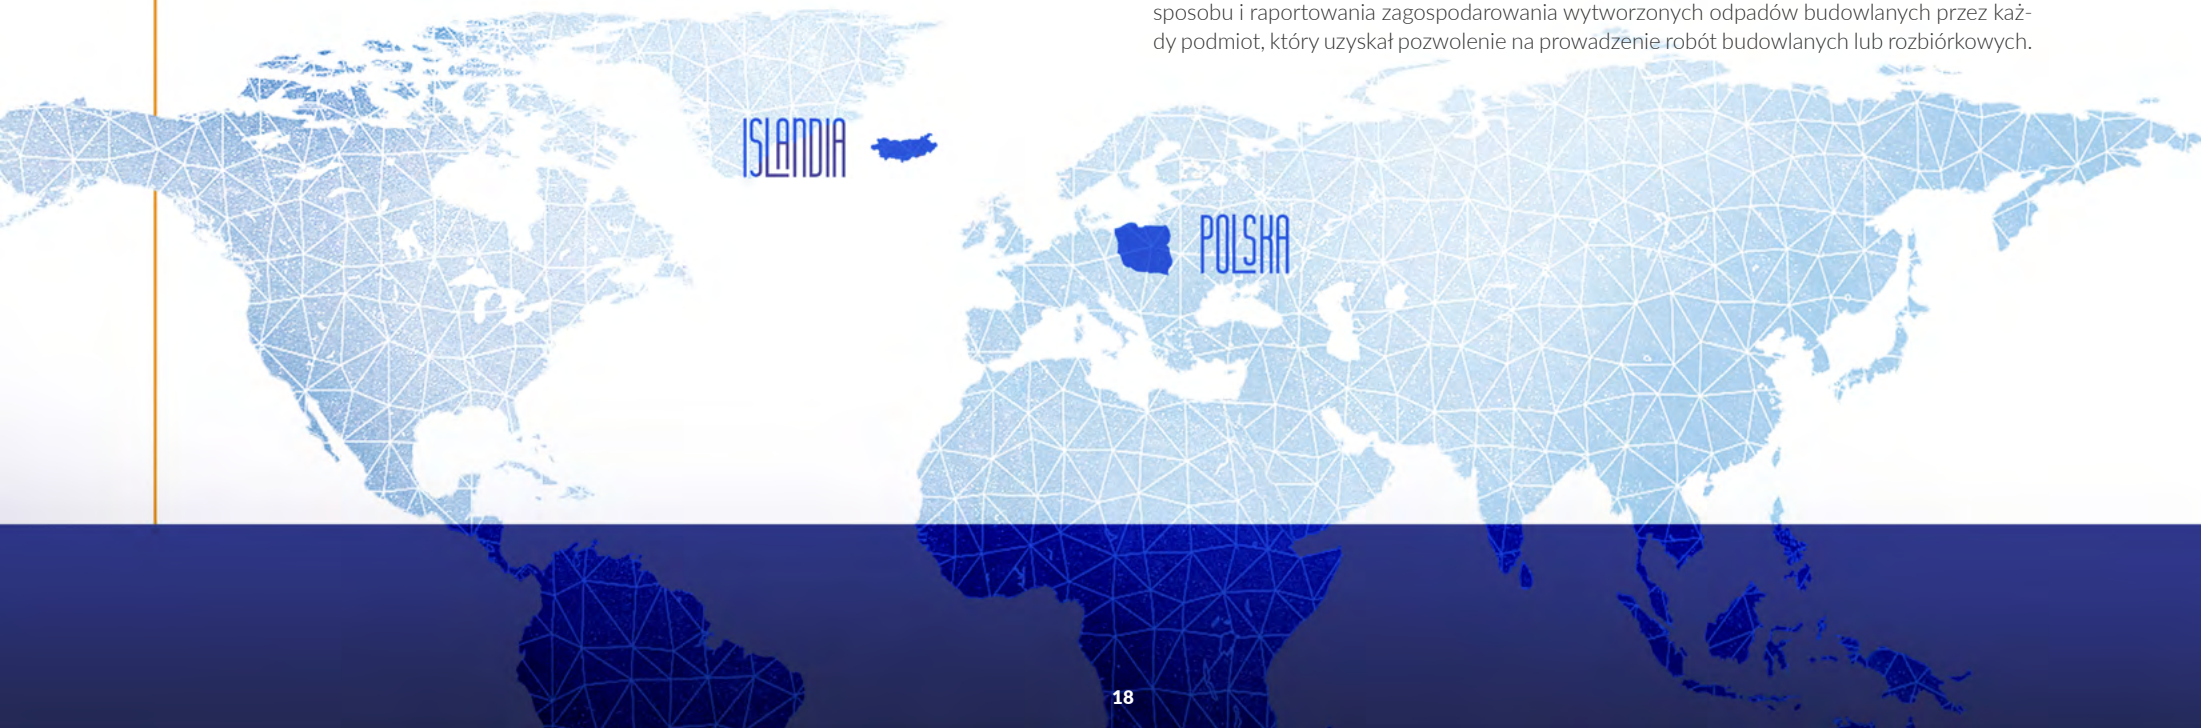 sposobu i raportowania zagospodarowania wytworzonych odpadów budowlanych przez każ-
dy podmiot, który uzyskał pozwolenie na prowadzenie robót budowlanych lub rozbiórkowych.
ISLANDIA
POLSKA
18